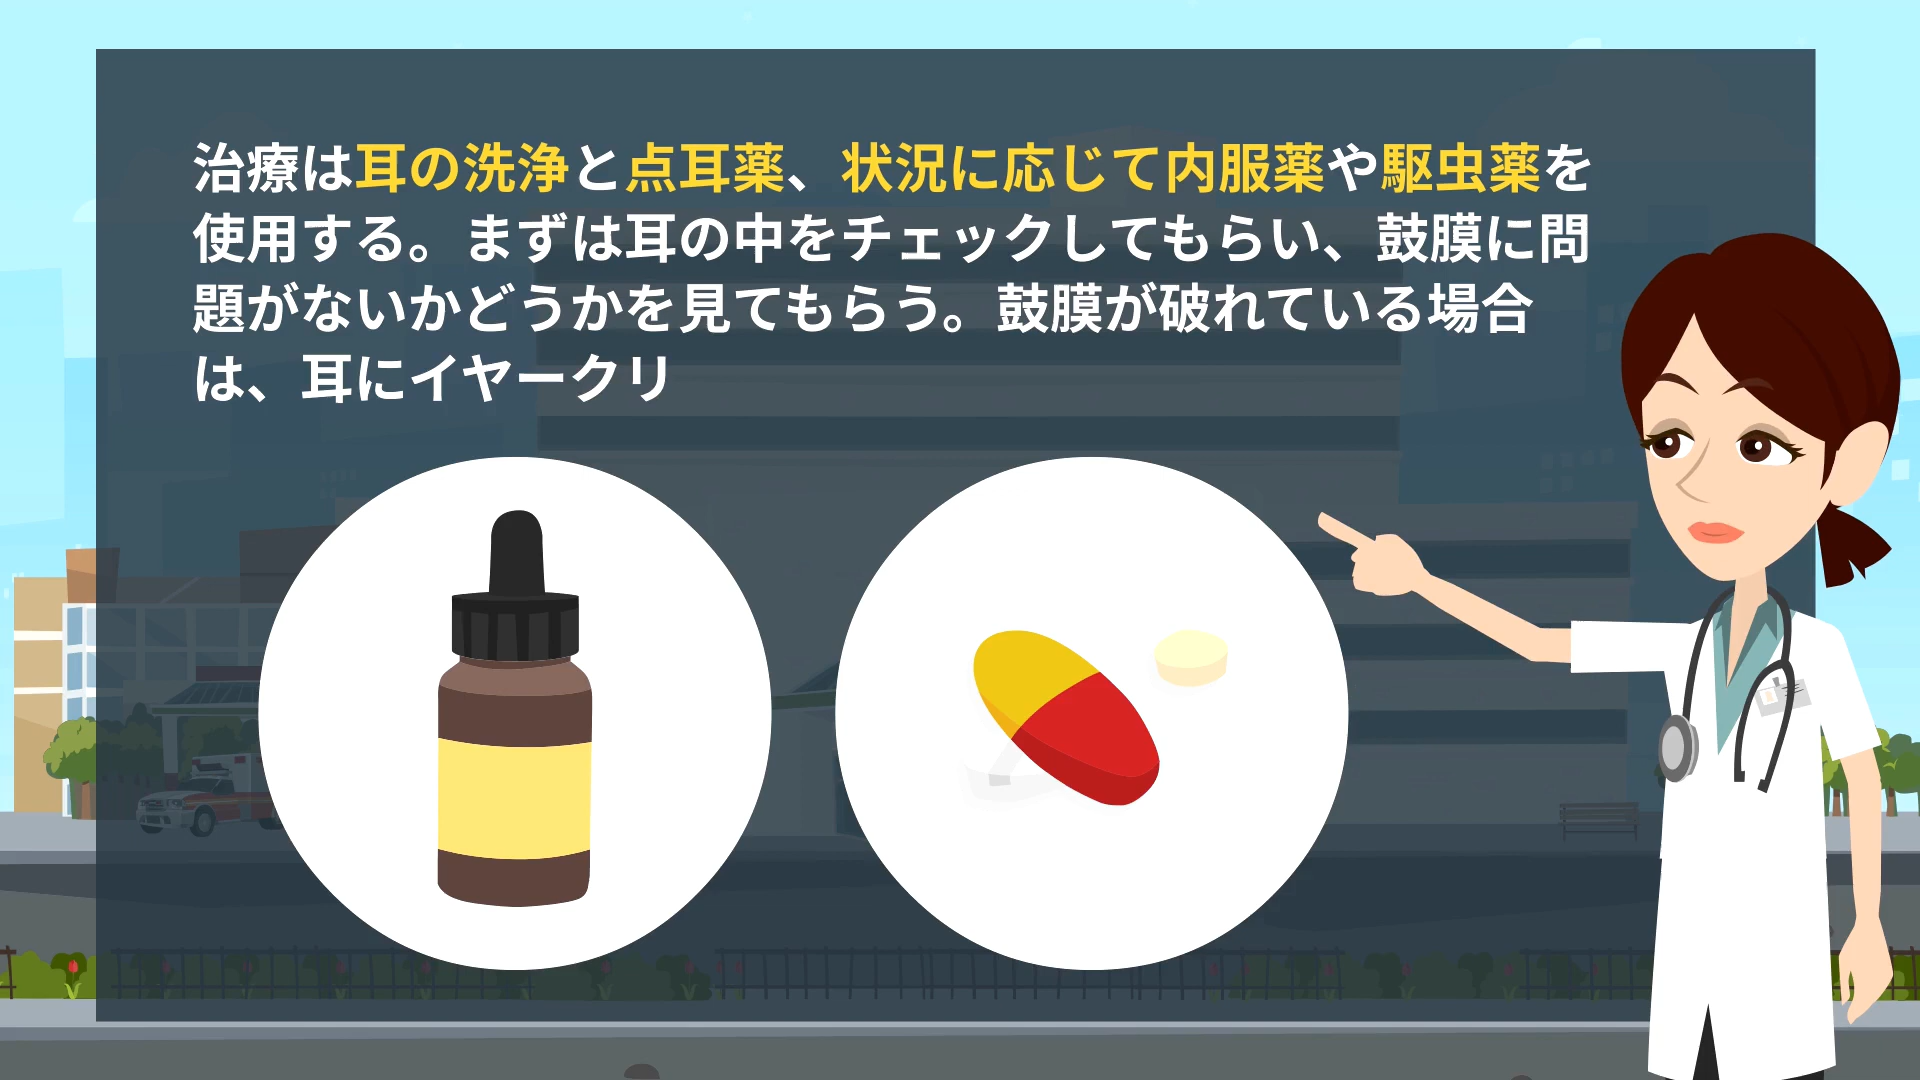 治療は耳の洗浄と点耳薬、状況に応じて内服薬や駆虫薬を
使用する。まずは耳の中をチェックしてもらい、鼓膜に問
題がないかどうかを見てもらう。鼓膜が破れている場合
は、耳にイヤークリ